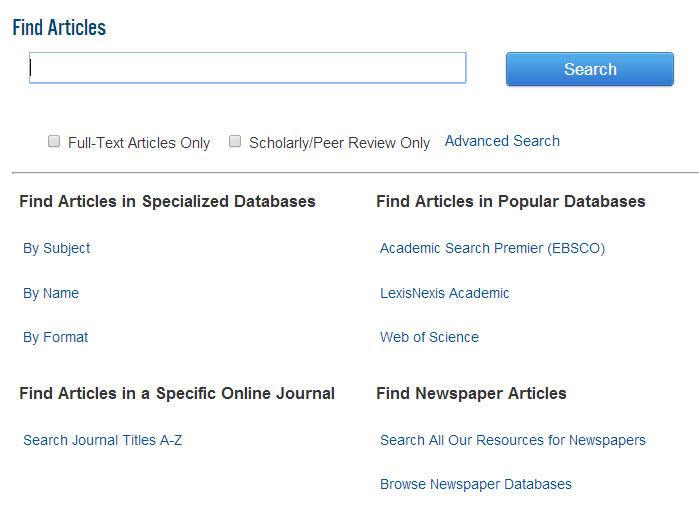 Find Articles
Search
Full-Text Articles Only Scholarly/Peer Review Only Advanced Search
Find Articles in Specialized Databases
By Subject
By Name
By Format
Find Articles in Popular Databases
Academic Search Premier (EBSCO)
LexisNexis Academic
Web of Science
Find Articles in a Specific Online Journal
Search Journal Titles A-Z
Find Newspaper Articles
Search All Our Resources for Newspapers
Browse Newspaper Databases